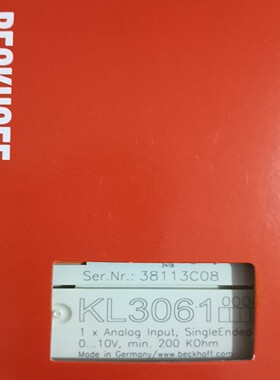 BECKHOFF
Ser.Nr.: 38113C08
KL3061
1 x Analog Input, SingleEnded
0...10V, min. 200 KOhm
Made in Germany/www.beckhoff.com